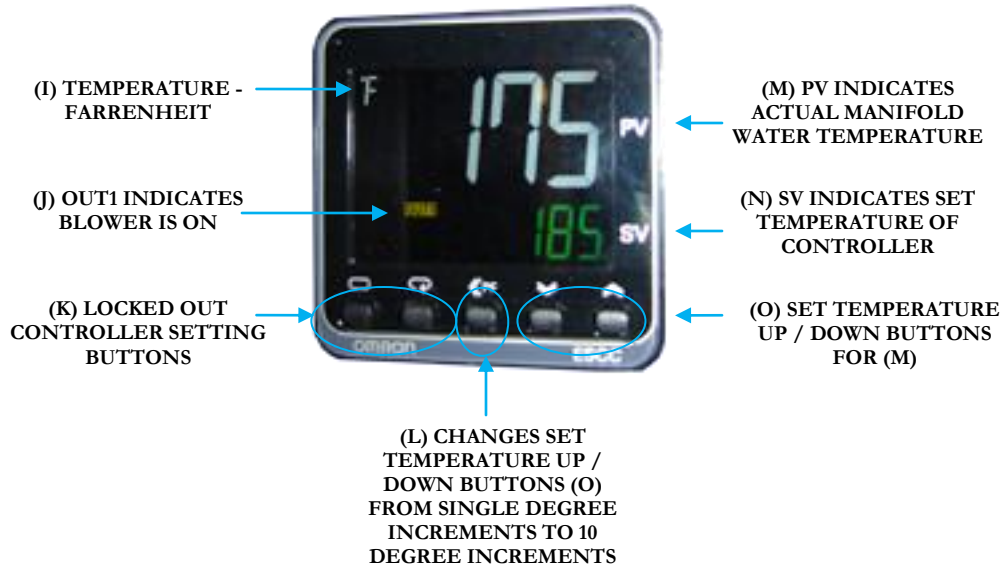 (I) TEMPERATURE -
FARRENHEIT
(J) OUT1 INDICATES
BLOWER IS ON
(K) LOCKED OUT
CONTROLLER SETTING
BUTTONS
°F
175
PV
185
SV
OMRON
(M) PV INDICATES
ACTUAL MANIFOLD
WATER TEMPERATURE
(N) SV INDICATES SET
TEMPERATURE OF
CONTROLLER
(O) SET TEMPERATURE
UP / DOWN BUTTONS
FOR (M)
(L) CHANGES SET
TEMPERATURE UP /
DOWN BUTTONS (O)
FROM SINGLE DEGREE
INCREMENTS TO 10
DEGREE INCREMENTS